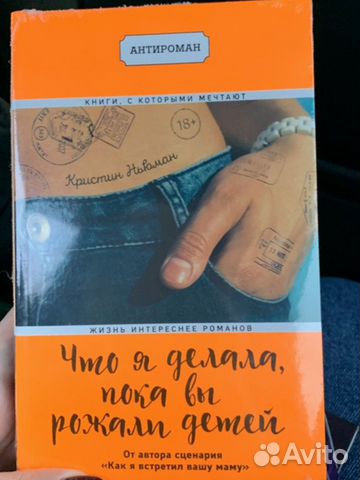 АНТИРОМАН
КНИГИ, С КОТОРЫМИ МЕЧТАЮТ
18+
Кристин Ньюман
ЖИЗНЬ ИНТЕРЕСНЕЕ РОМАНОВ
Что я делала,
пока вы
рожали детей
От автора сценария
«Как я встретил вашу маму»
Avito